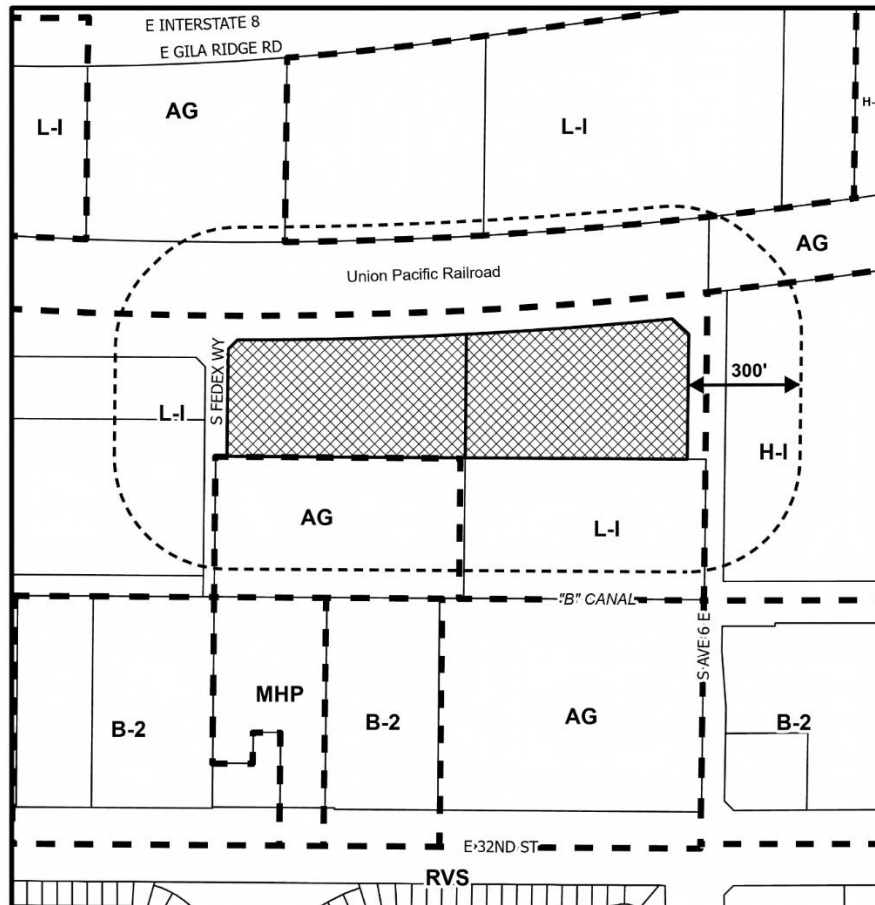 E INTERSTATE 8
E GILA RIDGE RD
AG
L-I
L-I
H-
AG
Union Pacific Railroad
S FEDEX WY
300'
L-I
H-I
AG
L-I
"B" CANAL
S AVE 6 E
MHP
B-2
B-2
AG
B-2
E 32ND ST
RVS